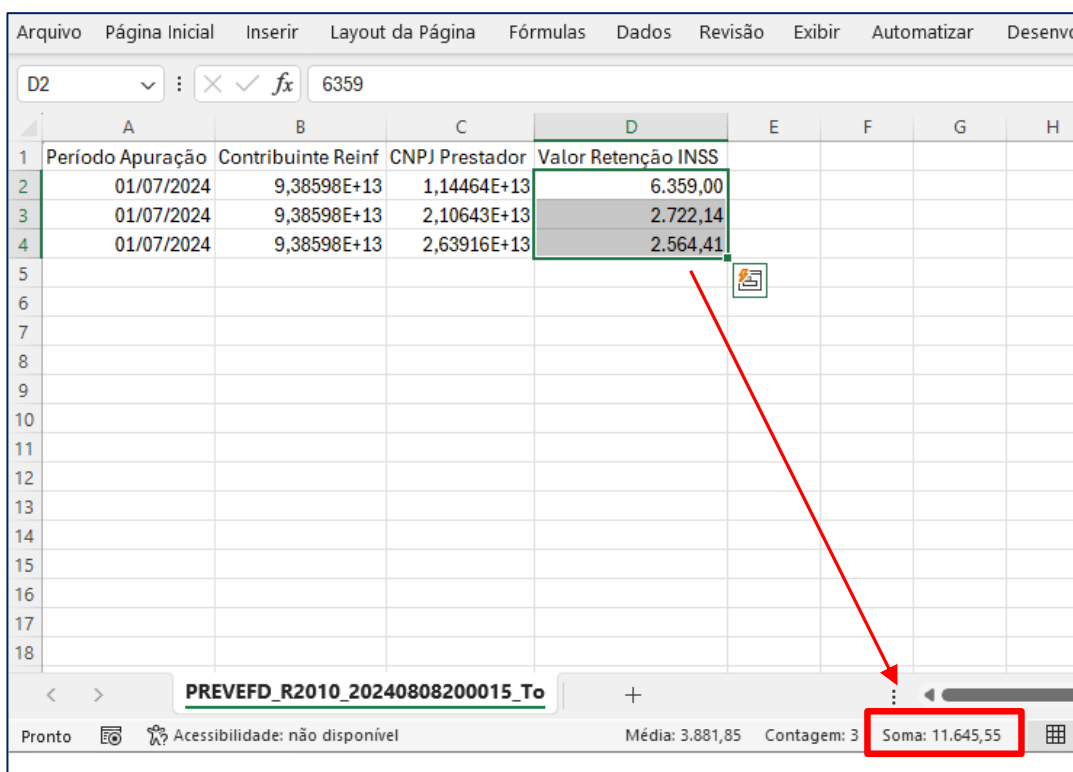 Arquivo Página Inicial Inserir Layout da Página Fórmulas Dados Revisão Exibir Automatizar Desenvo
D2 fx 6359
A B C D E F G H
1 Período Apuração Contribuinte Reinf CNPJ Prestador Valor Retenção INSS
2 01/07/2024 9,38598E+13 1,14464E+13 6.359,00
3 01/07/2024 9,38598E+13 2,10643E+13 2.722,14
4 01/07/2024 9,38598E+13 2,63916E+13 2.564,41
5
6
7
8
9
10
11
12
13
14
15
16
17
18
PREVEFD_R2010_20240808200015_To
Pronto Acessibilidade: não disponível Média: 3.881,85 Contagem: 3 Soma: 11.645,55